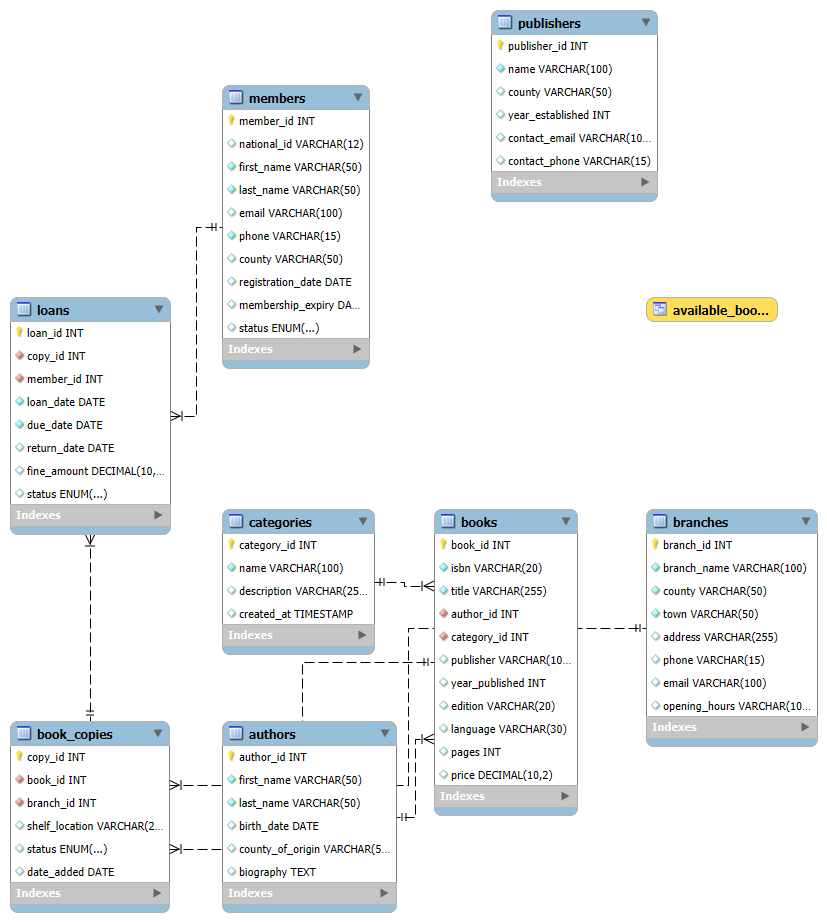 publishers
publisher_id INT
name VARCHAR(100)
county VARCHAR(50)
year_established INT
contact_email VARCHAR(10...
contact_phone VARCHAR(15)
Indexes
members
member_id INT
national_id VARCHAR(12)
first_name VARCHAR(50)
last_name VARCHAR(50)
email VARCHAR(100)
phone VARCHAR(15)
county VARCHAR(50)
registration_date DATE
membership_expiry DA...
status ENUM(...)
Indexes
available_boo...
loans
loan_id INT
copy_id INT
member_id INT
loan_date DATE
due_date DATE
return_date DATE
fine_amount DECIMAL(10,...
status ENUM(...)
Indexes
categories
category_id INT
name VARCHAR(100)
description VARCHAR(25...
created_at TIMESTAMP
Indexes
books
book_id INT
isbn VARCHAR(20)
title VARCHAR(255)
author_id INT
category_id INT
publisher VARCHAR(10...
year_published INT
edition VARCHAR(20)
language VARCHAR(30)
pages INT
price DECIMAL(10,2)
Indexes
branches
branch_id INT
branch_name VARCHAR(100)
county VARCHAR(50)
town VARCHAR(50)
address VARCHAR(255)
phone VARCHAR(15)
email VARCHAR(100)
opening_hours VARCHAR(10...
Indexes
book_copies
copy_id INT
book_id INT
branch_id INT
shelf_location VARCHAR(2...
status ENUM(...)
date_added DATE
Indexes
authors
author_id INT
first_name VARCHAR(50)
last_name VARCHAR(50)
birth_date DATE
county_of_origin VARCHAR(5...
biography TEXT
Indexes